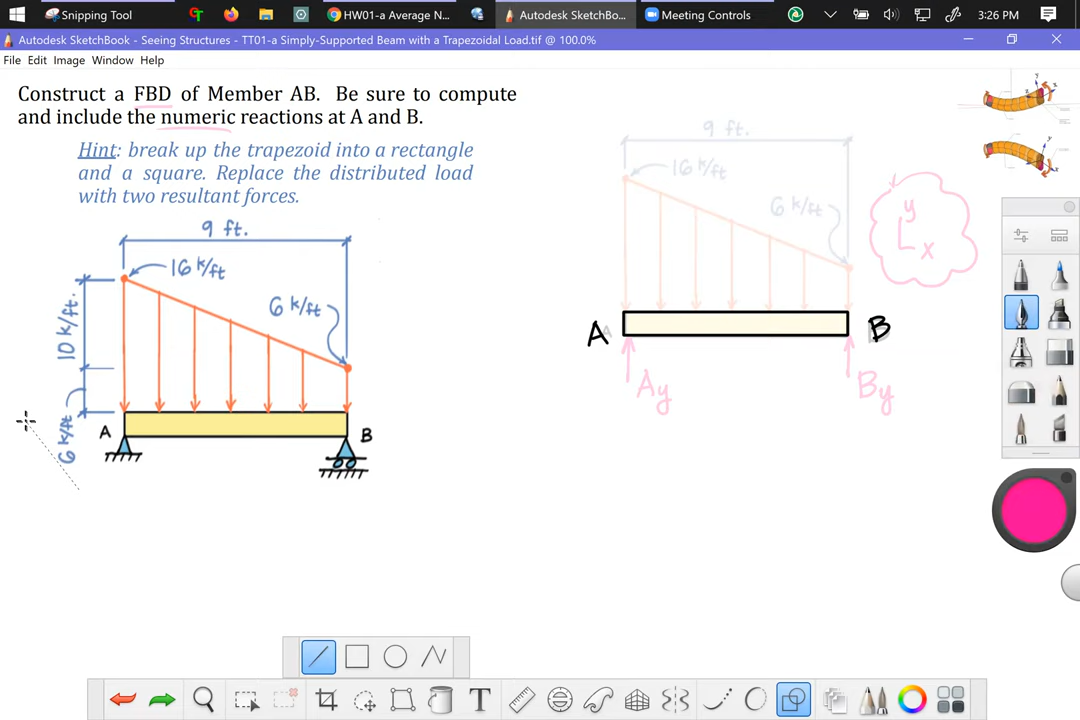 Snipping Tool
HW01-a Average N...
Autodesk SketchBo...
Meeting Controls
3:26 PM
Autodesk SketchBook - Seeing Structures - TT01-a Simply-Supported Beam with a Trapezoidal Load.tif @ 100.0%
File Edit Image Window Help
Construct a FBD of Member AB. Be sure to compute
and include the numeric reactions at A and B.
Hint: break up the trapezoid into a rectangle
and a square. Replace the distributed load
with two resultant forces.
9 ft.
16 k/ft
6 k/ft
10 k/ft.
6 k/ft
A
B
9 ft.
16 k/ft
6 k/ft
y
x
A
B
Ay
By